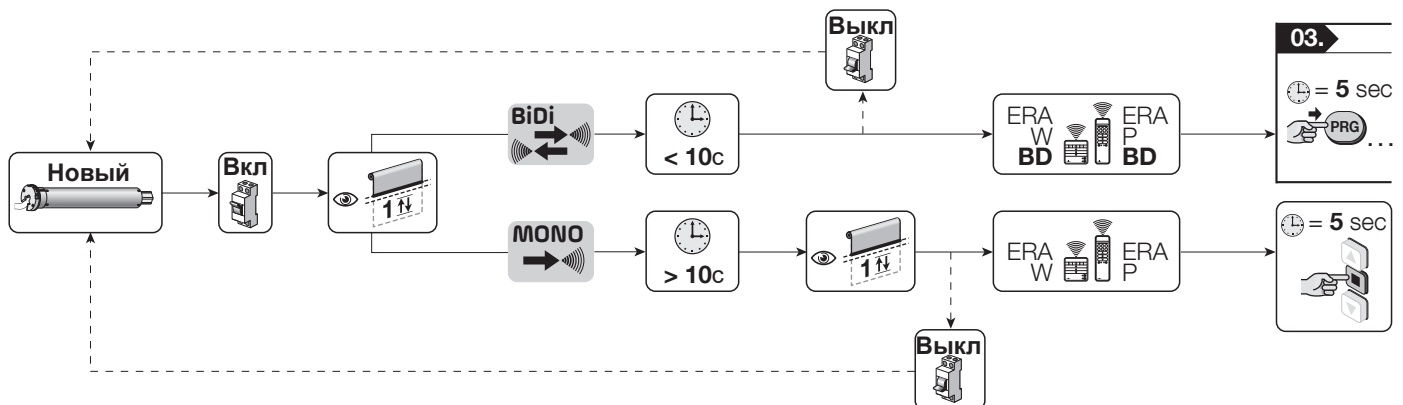 Выкл
03.
= 5 sec
PRG
...
BiDi
< 10с
ERA
W
BD
ERA
P
BD
Новый
Вкл
1
MONO
> 10с
1
ERA
W
ERA
P
= 5 sec
Выкл